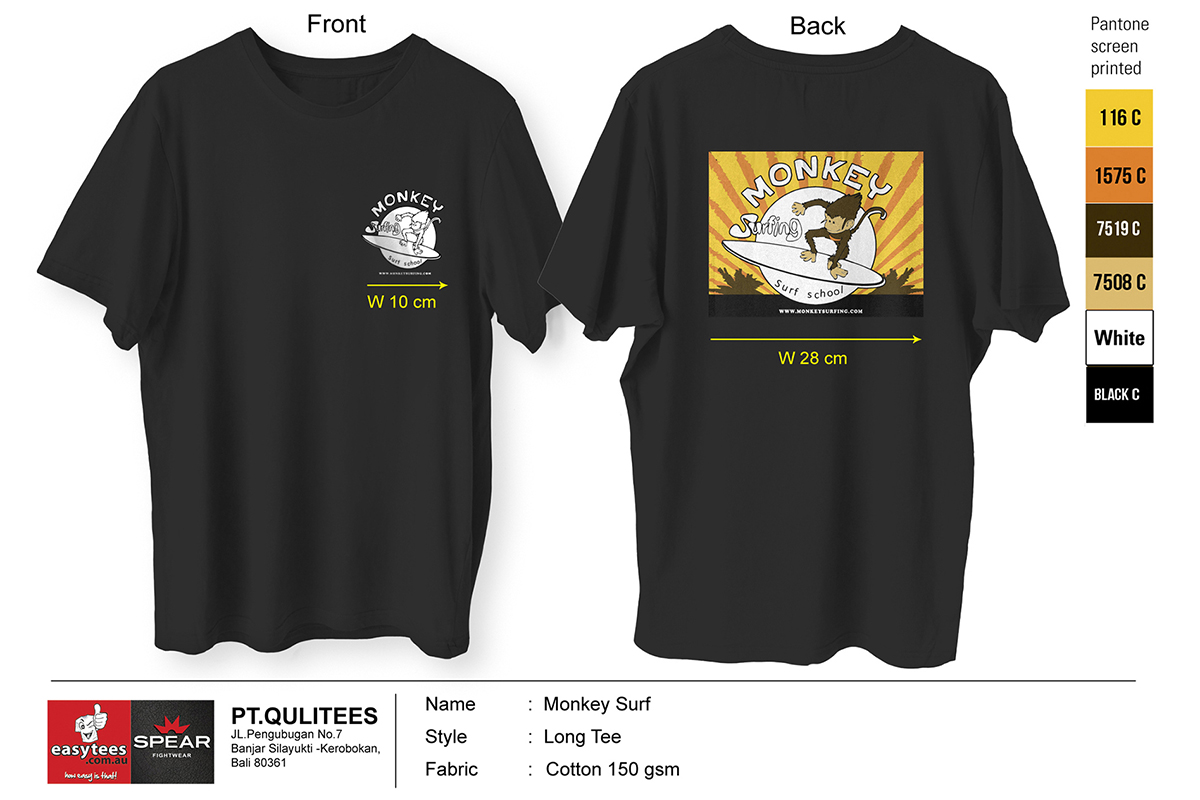 Front
Back
Pantone
screen
printed
116 C
1575 C
7519 C
7508 C
White
BLACK C
MONKEY
Surfing
Surf school
WWW.MONKEYSURFING.COM
W 10 cm
MONKEY
Surfing
Surf school
WWW.MONKEYSURFING.COM
W 28 cm
easytees
.com.au
how easy is that!
SPEAR
FIGHTWEAR
PT.QULITEES
JL.Pengubugan No.7
Banjar Silayukti -Kerobokan,
Bali 80361
Name : Monkey Surf
Style : Long Tee
Fabric : Cotton 150 gsm